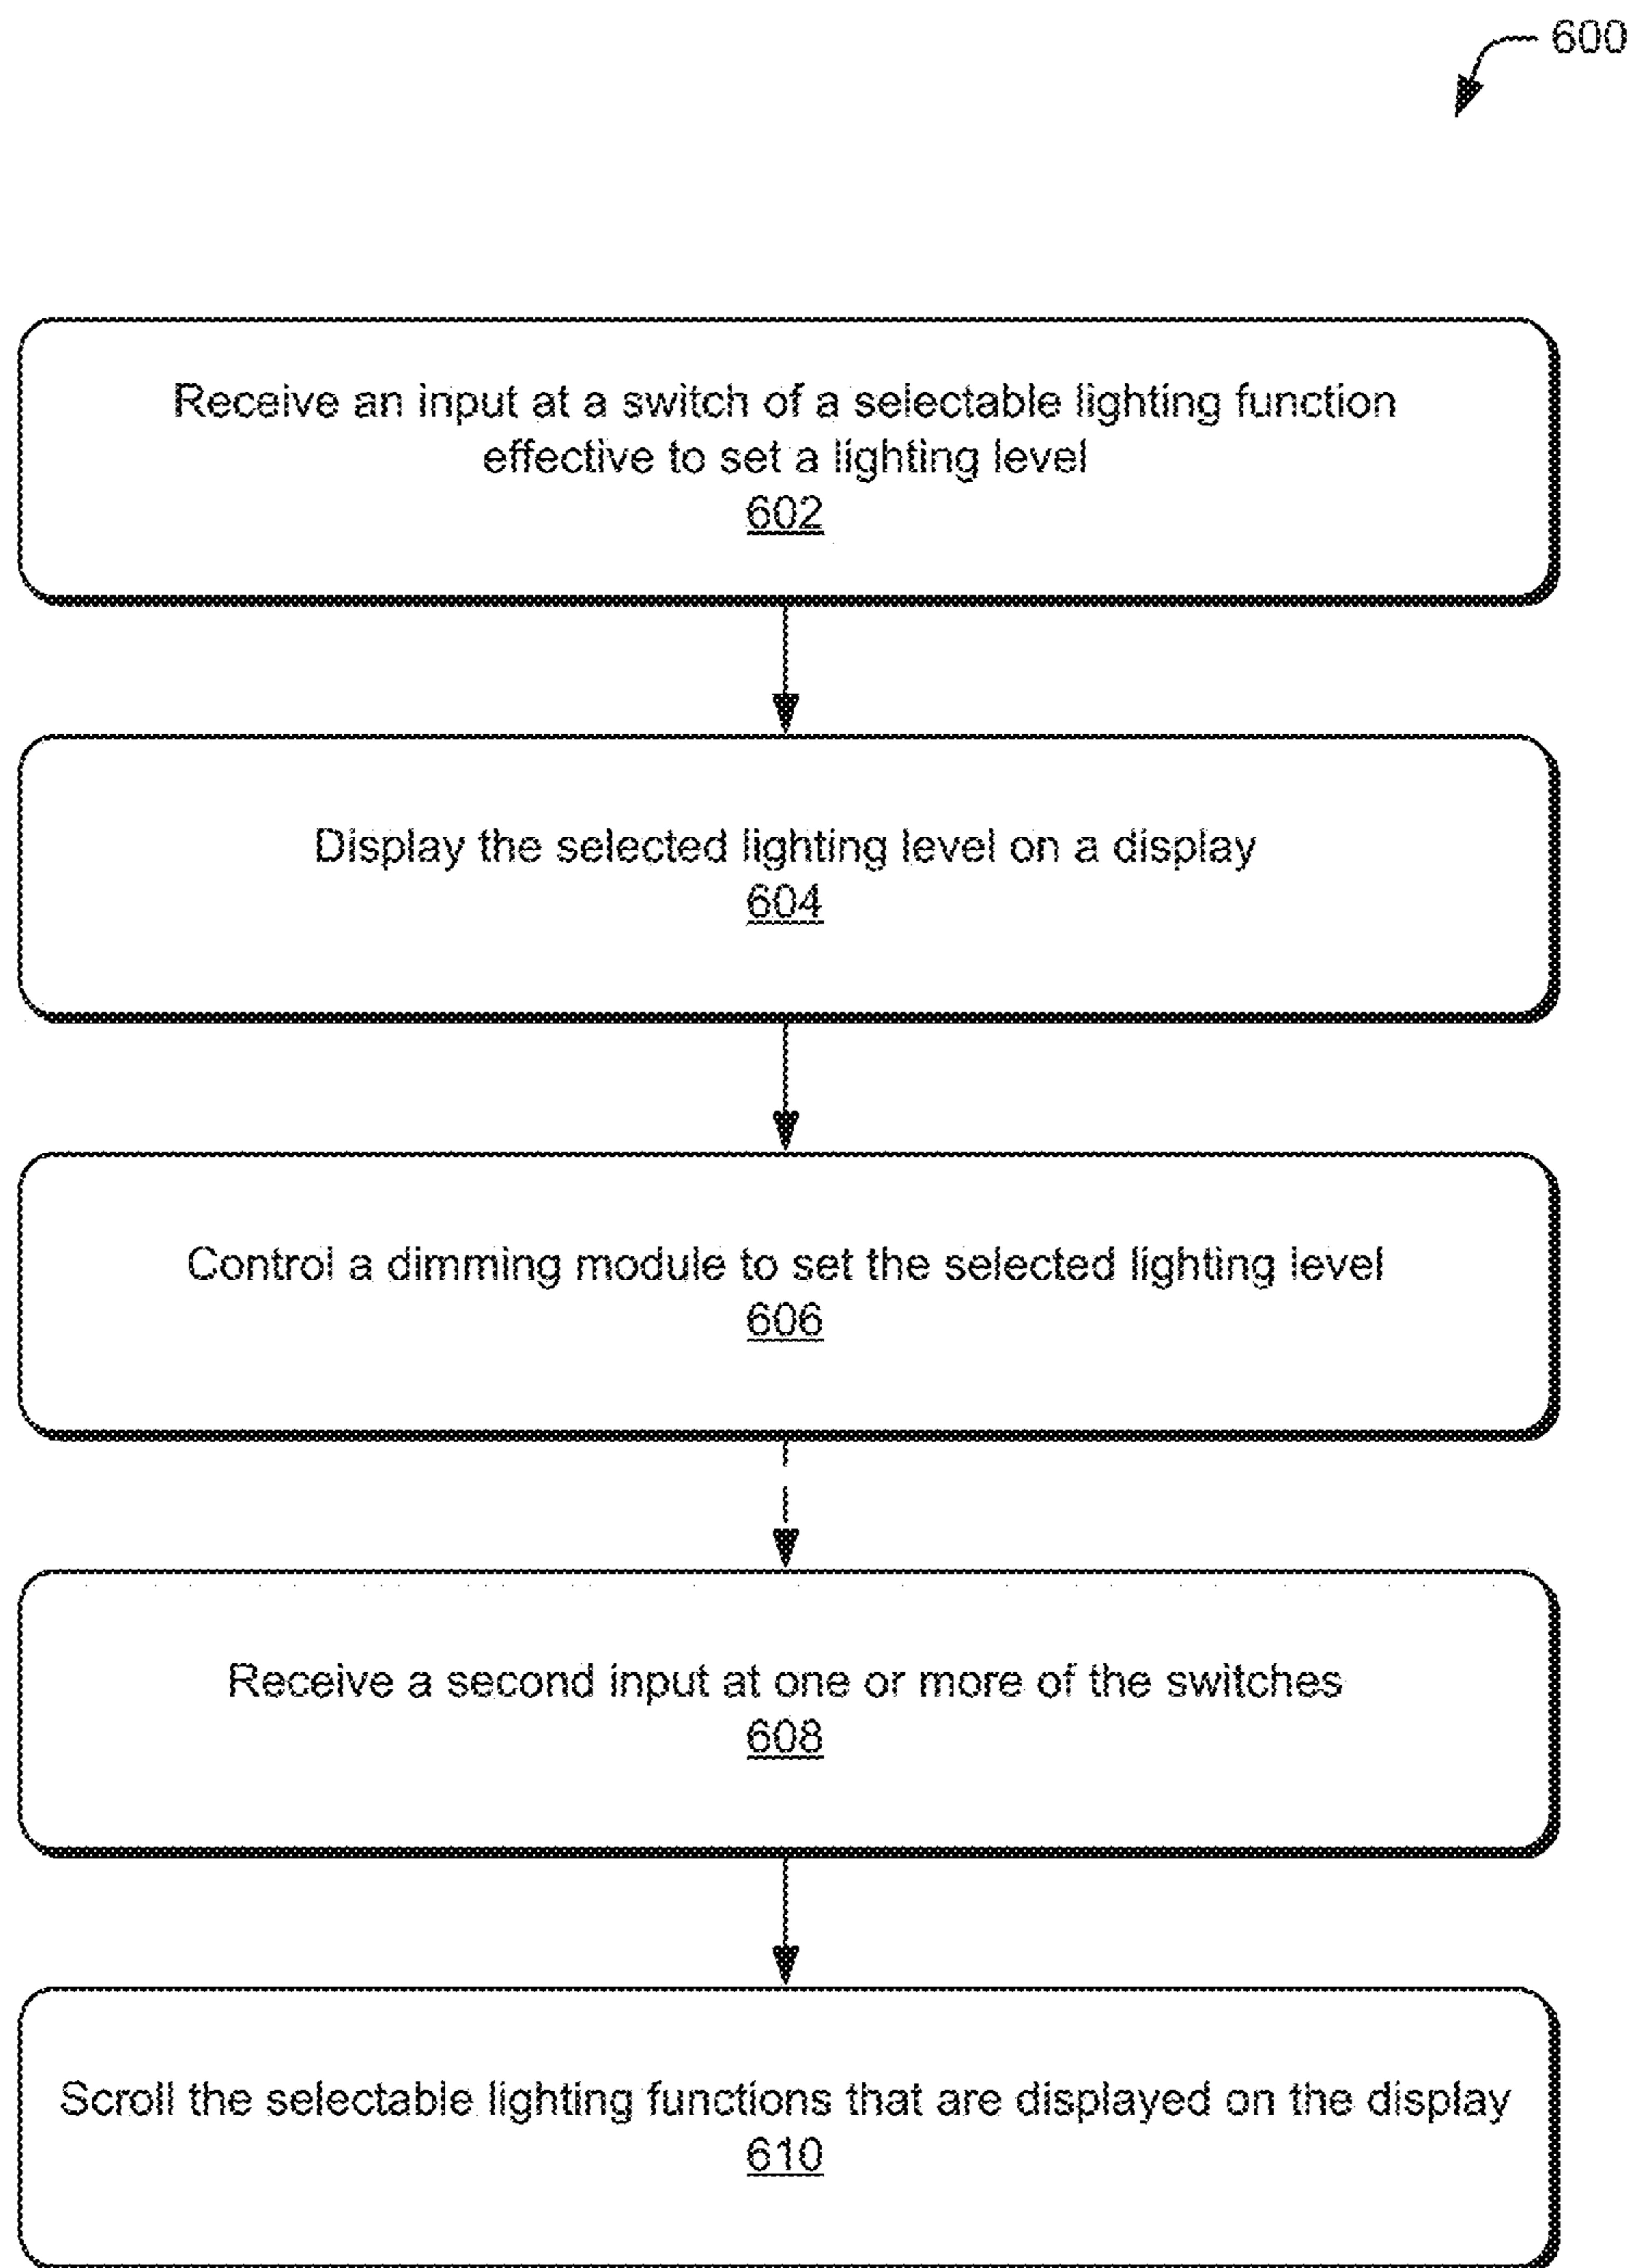 600
Receive an input at a switch of a selectable lighting function
effective to set a lighting level
602
Display the selected lighting level on a display
604
Control a dimming module to set the selected lighting level
606
Receive a second input at one or more of the switches
608
Scroll the selectable lighting functions that are displayed on the display
610